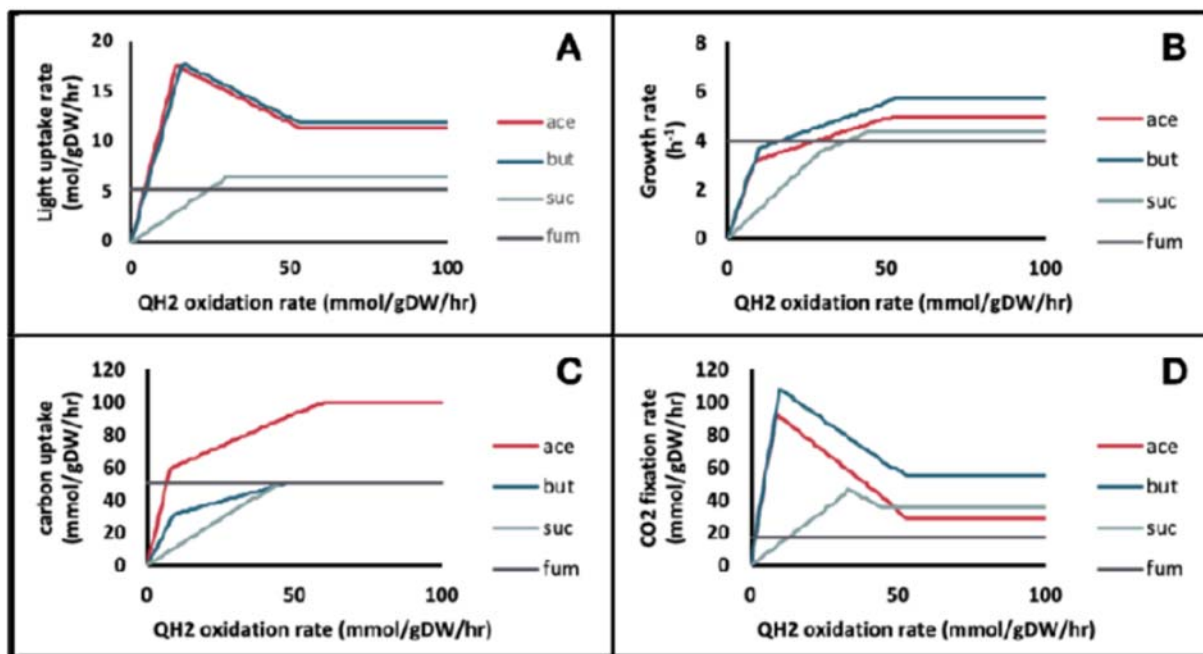 A
Light uptake rate
(mol/gDW/hr)
20
15
10
5
0
0
50
100
QH2 oxidation rate (mmol/gDW/hr)
ace
but
suc
fum
B
Growth rate
(h-1)
8
6
4
2
0
0
50
100
QH2 oxidation rate (mmol/gDW/hr)
ace
but
suc
fum
C
carbon uptake
(mmol/gDW/hr)
120
100
80
60
40
20
0
0
50
100
QH2 oxidation rate (mmol/gDW/hr)
ace
but
suc
fum
D
CO2 fixation rate
(mmol/gDW/hr)
120
100
80
60
40
20
0
0
50
100
QH2 oxidation rate (mmol/gDW/hr)
ace
but
suc
fum